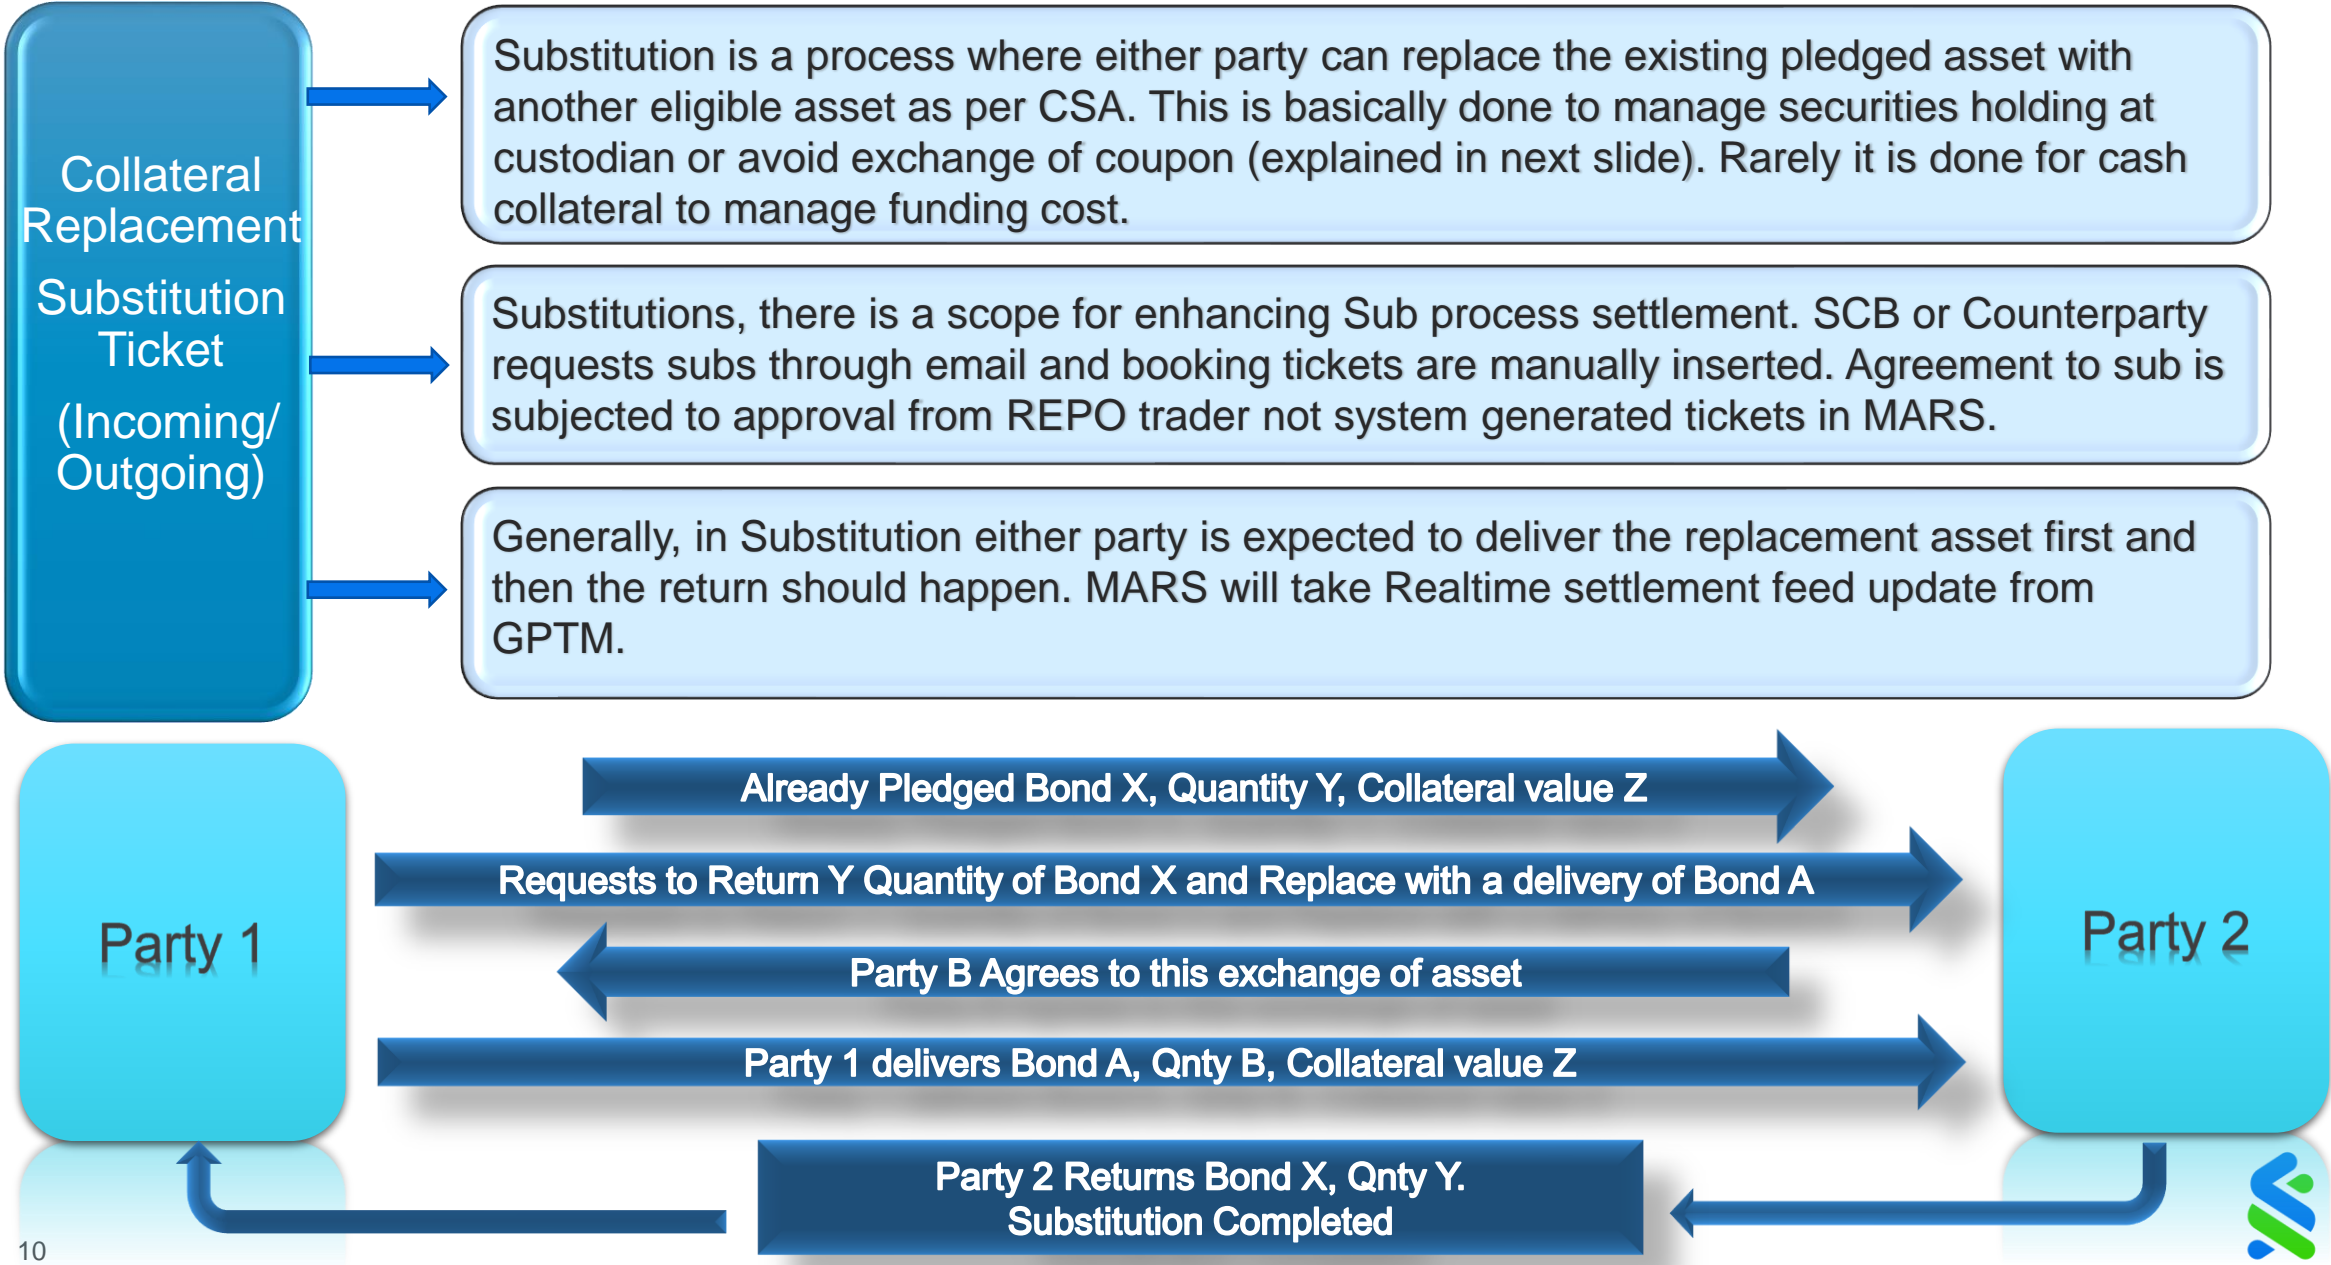 Collateral
Replacement
Substitution
Ticket
(Incoming/
Outgoing)
Substitution is a process where either party can replace the existing pledged asset with
another eligible asset as per CSA. This is basically done to manage securities holding at
custodian or avoid exchange of coupon (explained in next slide). Rarely it is done for cash
collateral to manage funding cost.
Substitutions, there is a scope for enhancing Sub process settlement. SCB or Counterparty
requests subs through email and booking tickets are manually inserted. Agreement to sub is
subjected to approval from REPO trader not system generated tickets in MARS.
Generally, in Substitution either party is expected to deliver the replacement asset first and
then the return should happen. MARS will take Realtime settlement feed update from
GPTM.
Party 1
Already Pledged Bond X, Quantity Y, Collateral value Z
Requests to Return Y Quantity of Bond X and Replace with a delivery of Bond A
Party B Agrees to this exchange of asset
Party 1 delivers Bond A, Qnty B, Collateral value Z
Party 2 Returns Bond X, Qnty Y.
Substitution Completed
Party 2
10